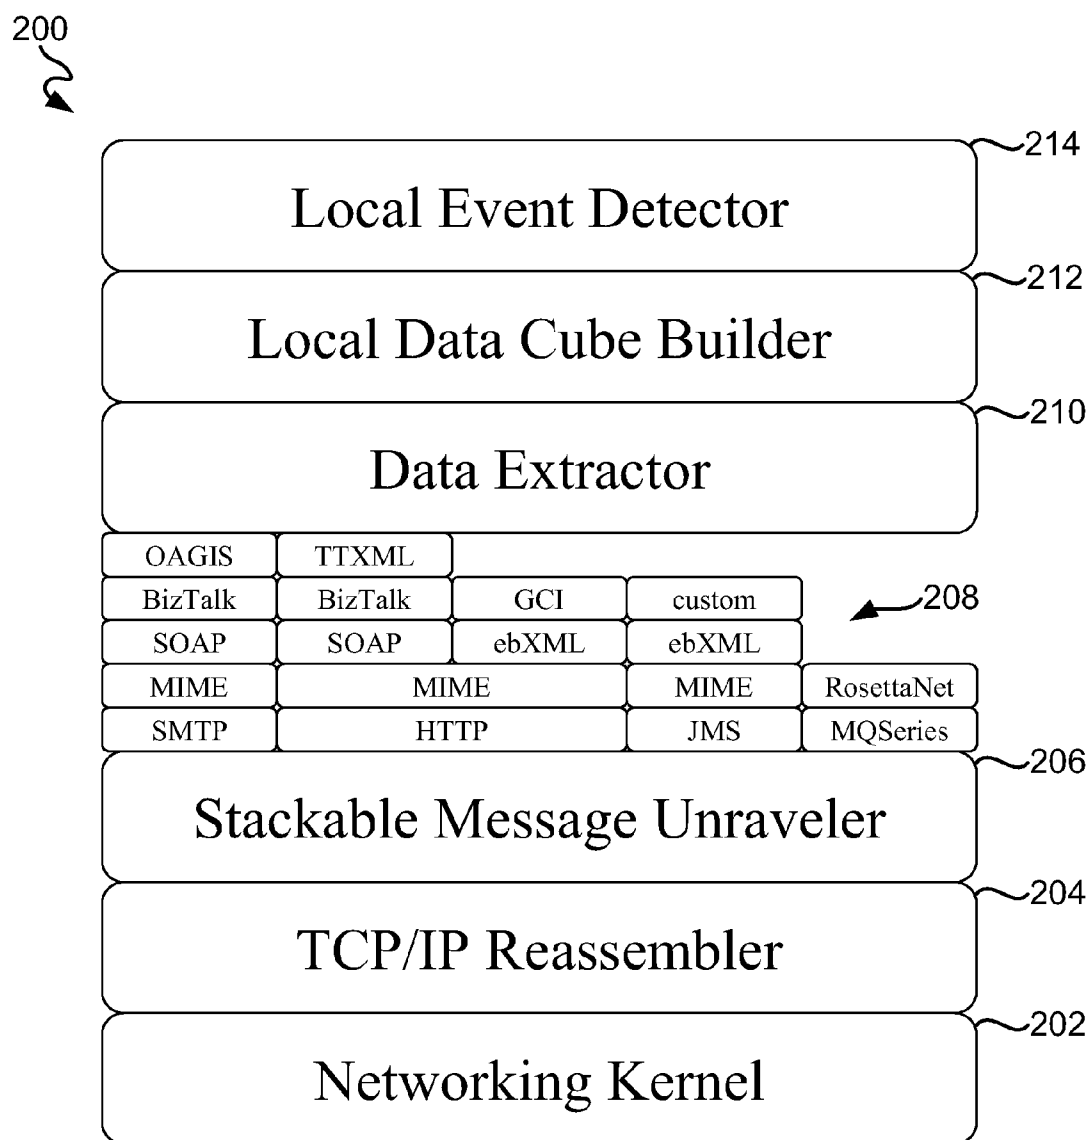 200
214
Local Event Detector
212
Local Data Cube Builder
210
Data Extractor
OAGIS TTXML
BizTalk BizTalk GCI custom
208
SOAP SOAP ebXML ebXML
MIME MIME MIME RosettaNet
SMTP HTTP JMS MQSeries
206
Stackable Message Unraveler
204
TCP/IP Reassembler
202
Networking Kernel